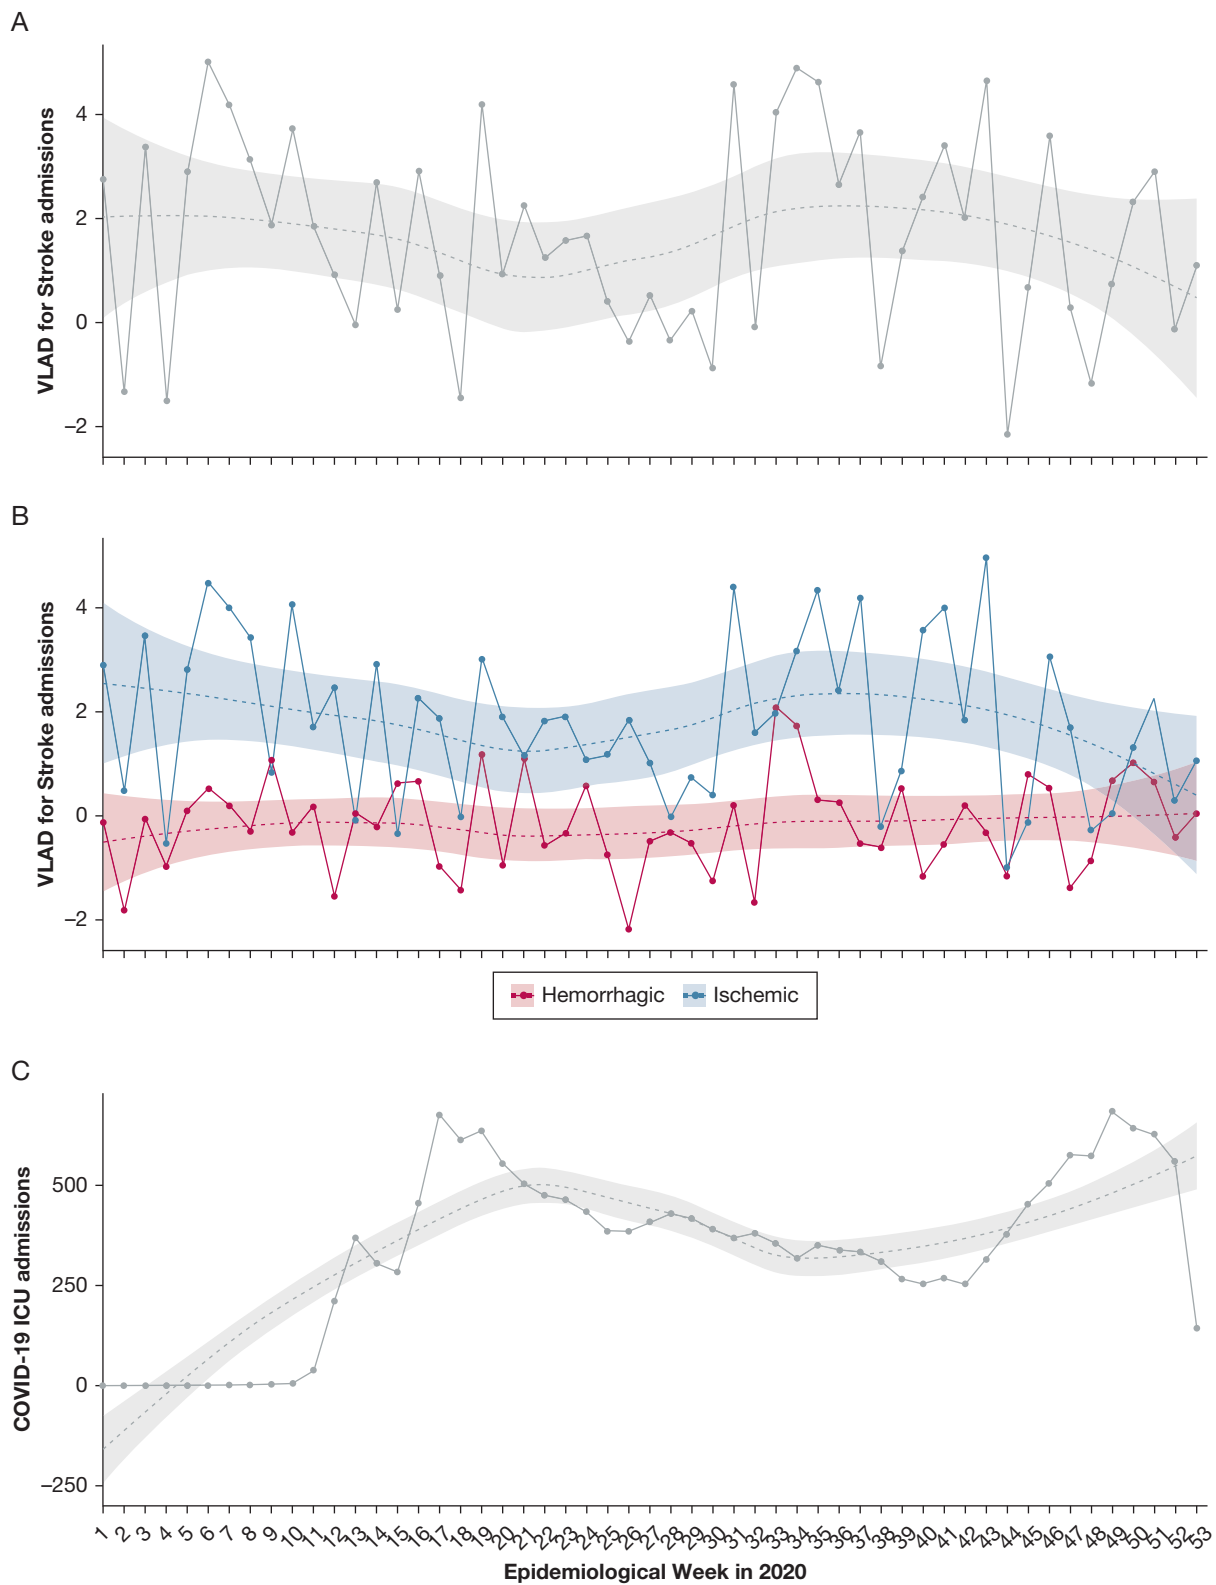 A
VLAD for Stroke admissions
4
2
0
−2
B
VLAD for Stroke admissions
4
2
0
−2
Hemorrhagic Ischemic
C
COVID-19 ICU admissions
500
250
0
−250
1 2 3 4 5 6 7 8 9 10 11 12 13 14 15 16 17 18 19 20 21 22 23 24 25 26 27 28 29 30 31 32 33 34 35 36 37 38 39 40 41 42 43 44 45 46 47 48 49 50 51 52 53
Epidemiological Week in 2020